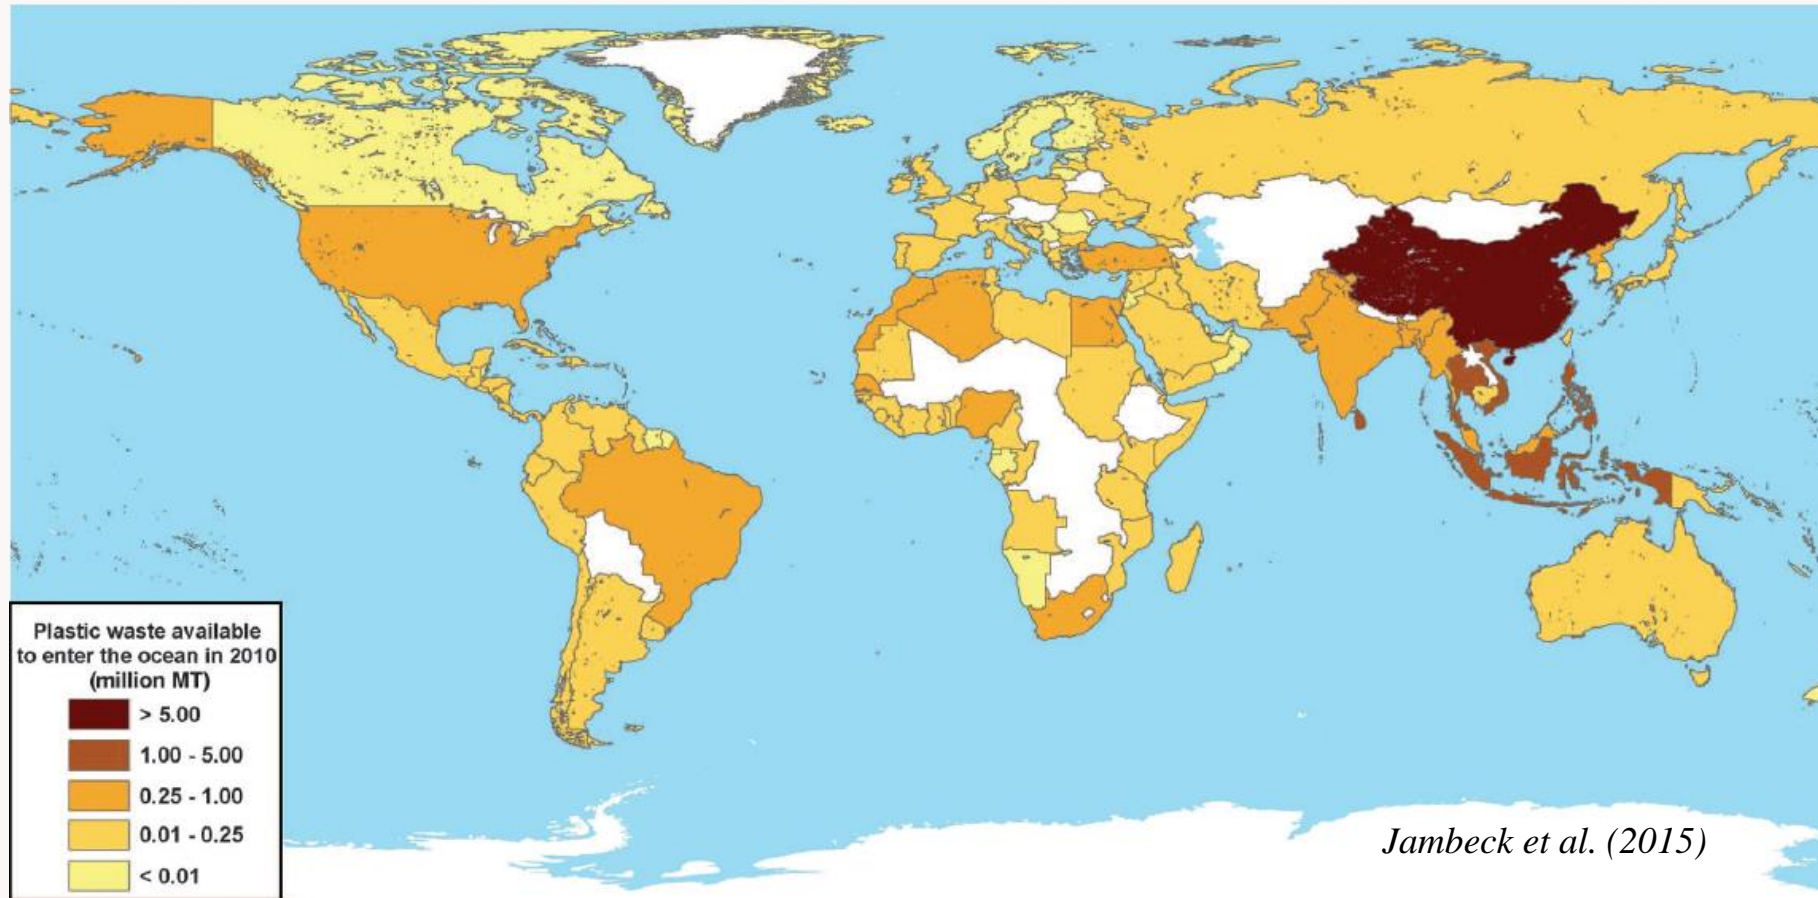 Plastic waste available
to enter the ocean in 2010
(million MT)
> 5.00
1.00 - 5.00
0.25 - 1.00
0.01 - 0.25
< 0.01
Jambeck et al. (2015)